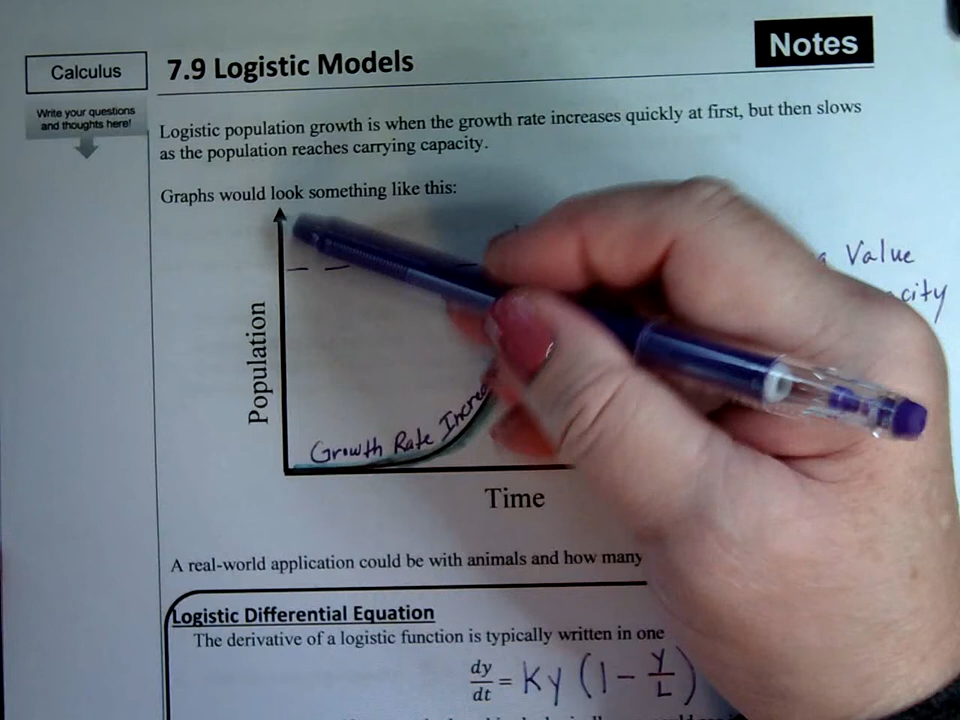 Notes
Calculus
7.9 Logistic Models
Write your questions
and thoughts here!
Logistic population growth is when the growth rate increases quickly at first, but then slows
as the population reaches carrying capacity.
Graphs would look something like this:
Value
Population
Growth Rate
Time
A real-world application could be with animals and how many
Logistic Differential Equation
The derivative of a logistic function is typically written in one
dy/dt = ky (1 - y/L)